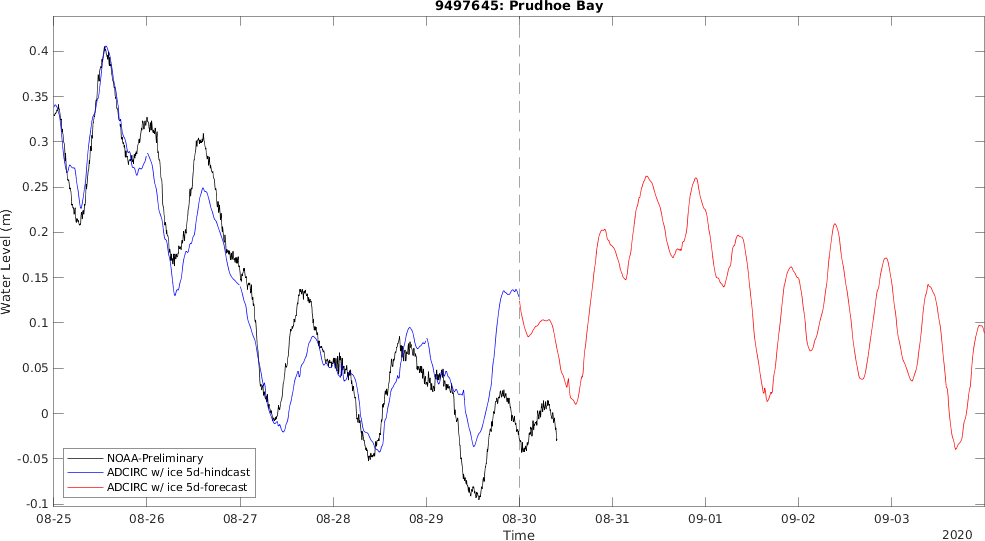 9497645: Prudhoe Bay
Water Level (m)
0.4
0.35
0.3
0.25
0.2
0.15
0.1
0.05
0
-0.05
-0.1
NOAA-Preliminary
ADCIRC w/ ice 5d-hindcast
ADCIRC w/ ice 5d-forecast
08-25 08-26 08-27 08-28 08-29 08-30 08-31 09-01 09-02 09-03
Time
2020